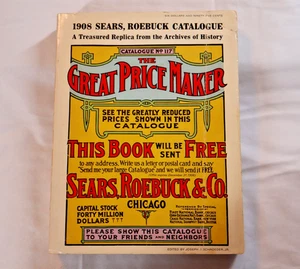 1908 SEARS, ROEBUCK CATALOGUE
A Treasured Replica from the Archives of History
CATALOGUE No 117
THE
GREAT PRICE MAKER
SEE THE GREATLY REDUCED
PRICES SHOWN IN THIS
CATALOGUE
THIS BOOK WILL BE SENT FREE
to any address. Write us a letter or postal card and say
"Send me your large Catalogue" and we will send it FREE
SEARS, ROEBUCK & CO.
CHICAGO
CAPITAL STOCK
FORTY MILLION
DOLLARS
PLEASE SHOW THIS CATALOGUE
TO YOUR FRIENDS AND NEIGHBORS